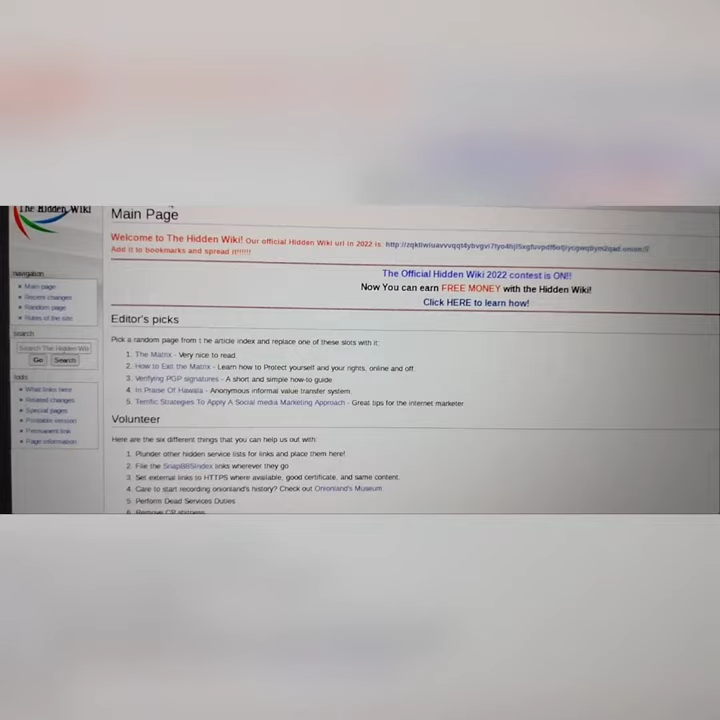 The Hidden Wiki
Main Page
Welcome to The Hidden Wiki! Our official Hidden Wiki url in 2022 is:
Add it to bookmarks and spread it!!!!!!
The Official Hidden Wiki 2022 contest is ON!!
Now You can earn FREE MONEY with the Hidden Wiki!
Click HERE to learn how!
navigation
Main page
Recent changes
Random page
Rules of the site
search
Search The Hidden Wiki
Go Search
tools
What links here
Related changes
Special pages
Printable version
Permanent link
Page information
Editor's picks
Pick a random page from t he article index and replace one of these slots with it.
1. The Matrix - Very nice to read.
2. How to Exit the Matrix - Learn how to Protect yourself and your rights, online and off.
3. Verifying PGP signatures - A short and simple how-to guide.
4. In Praise Of Hawala - Anonymous informal value transfer system.
5. Terrific Strategies To Apply A Social media Marketing Approach - Great tips for the internet marketer
Volunteer
Here are the six different things that you can help us out with:
1. Plunder other hidden service lists for links and place them here!
2. File the SnapBBSIndex links wherever they go.
3. Set external links to HTTPS where available, good certificate, and same content.
4. Care to start recording onionland's history? Check out Onionland's Museum
5. Perform Dead Services Duties.
6. Remove CP